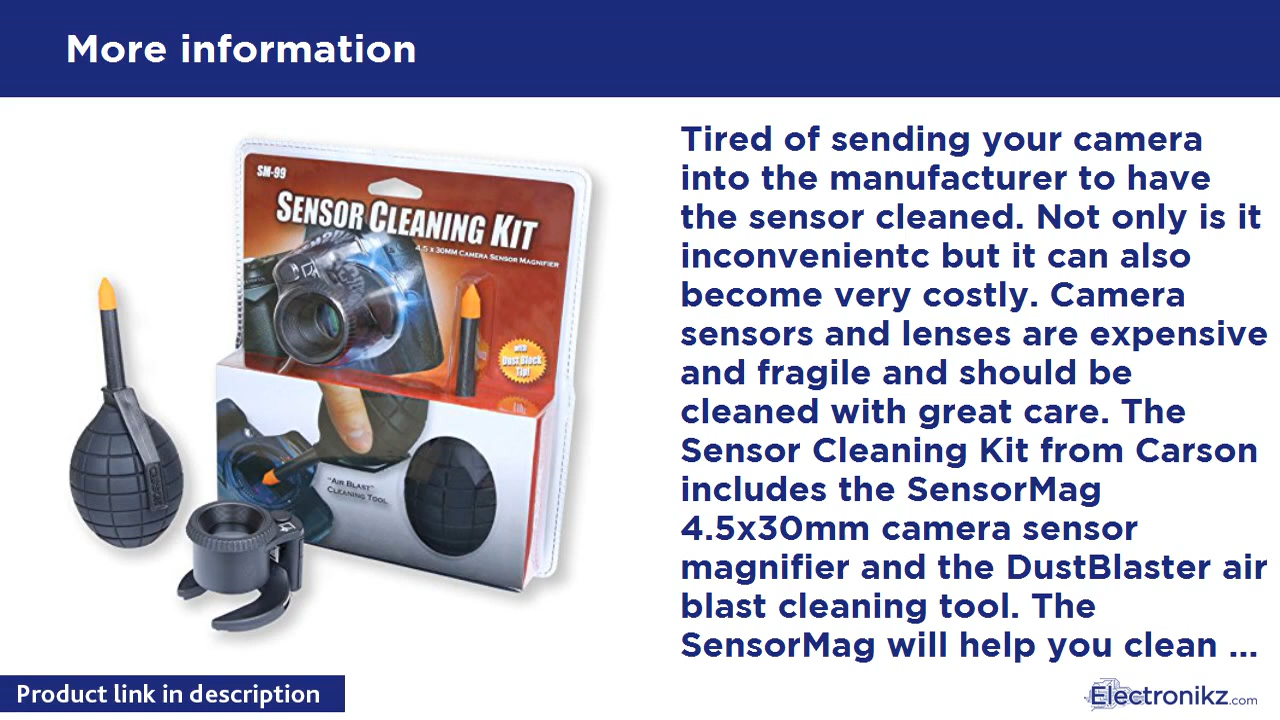 More information
SM-99
SENSOR CLEANING KIT
4.5 x 30MM CAMERA SENSOR MAGNIFIER
with
Dust Block
Tip!
"AIR BLAST"
CLEANING TOOL
Tired of sending your camera
into the manufacturer to have
the sensor cleaned. Not only is it
inconvenientc but it can also
become very costly. Camera
sensors and lenses are expensive
and fragile and should be
cleaned with great care. The
Sensor Cleaning Kit from Carson
includes the SensorMag
4.5x30mm camera sensor
magnifier and the DustBlaster air
blast cleaning tool. The
SensorMag will help you clean ...
Product link in description
Electronikz.com